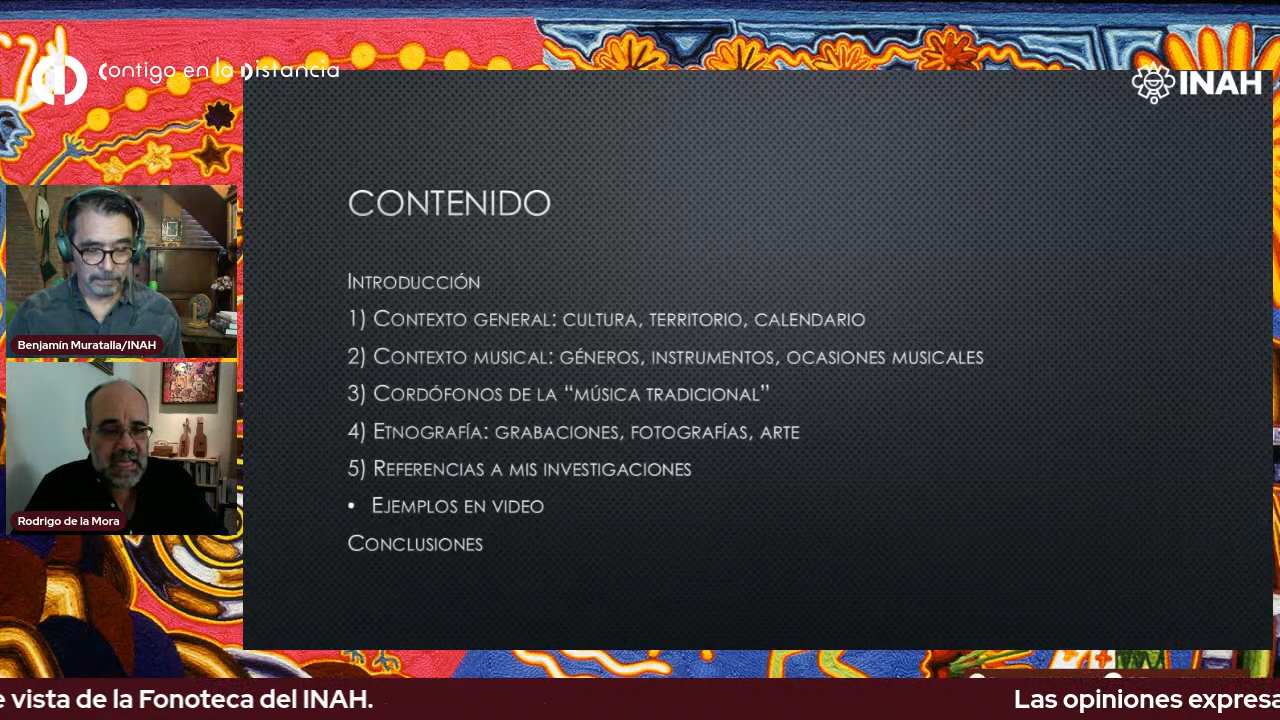 Contigo en la Distancia
INAH
CONTENIDO
INTRODUCCIÓN
1) CONTEXTO GENERAL: CULTURA, TERRITORIO, CALENDARIO
2) CONTEXTO MUSICAL: GÉNEROS, INSTRUMENTOS, OCASIONES MUSICALES
3) CORDÓFONOS DE LA “MÚSICA TRADICIONAL”
4) ETNOGRAFÍA: GRABACIONES, FOTOGRAFÍAS, ARTE
5) REFERENCIAS A MIS INVESTIGACIONES
• EJEMPLOS EN VIDEO
CONCLUSIONES
Benjamín Muratalla/INAH
Rodrigo de la Mora
e vista de la Fonoteca del INAH.
Las opiniones expresa